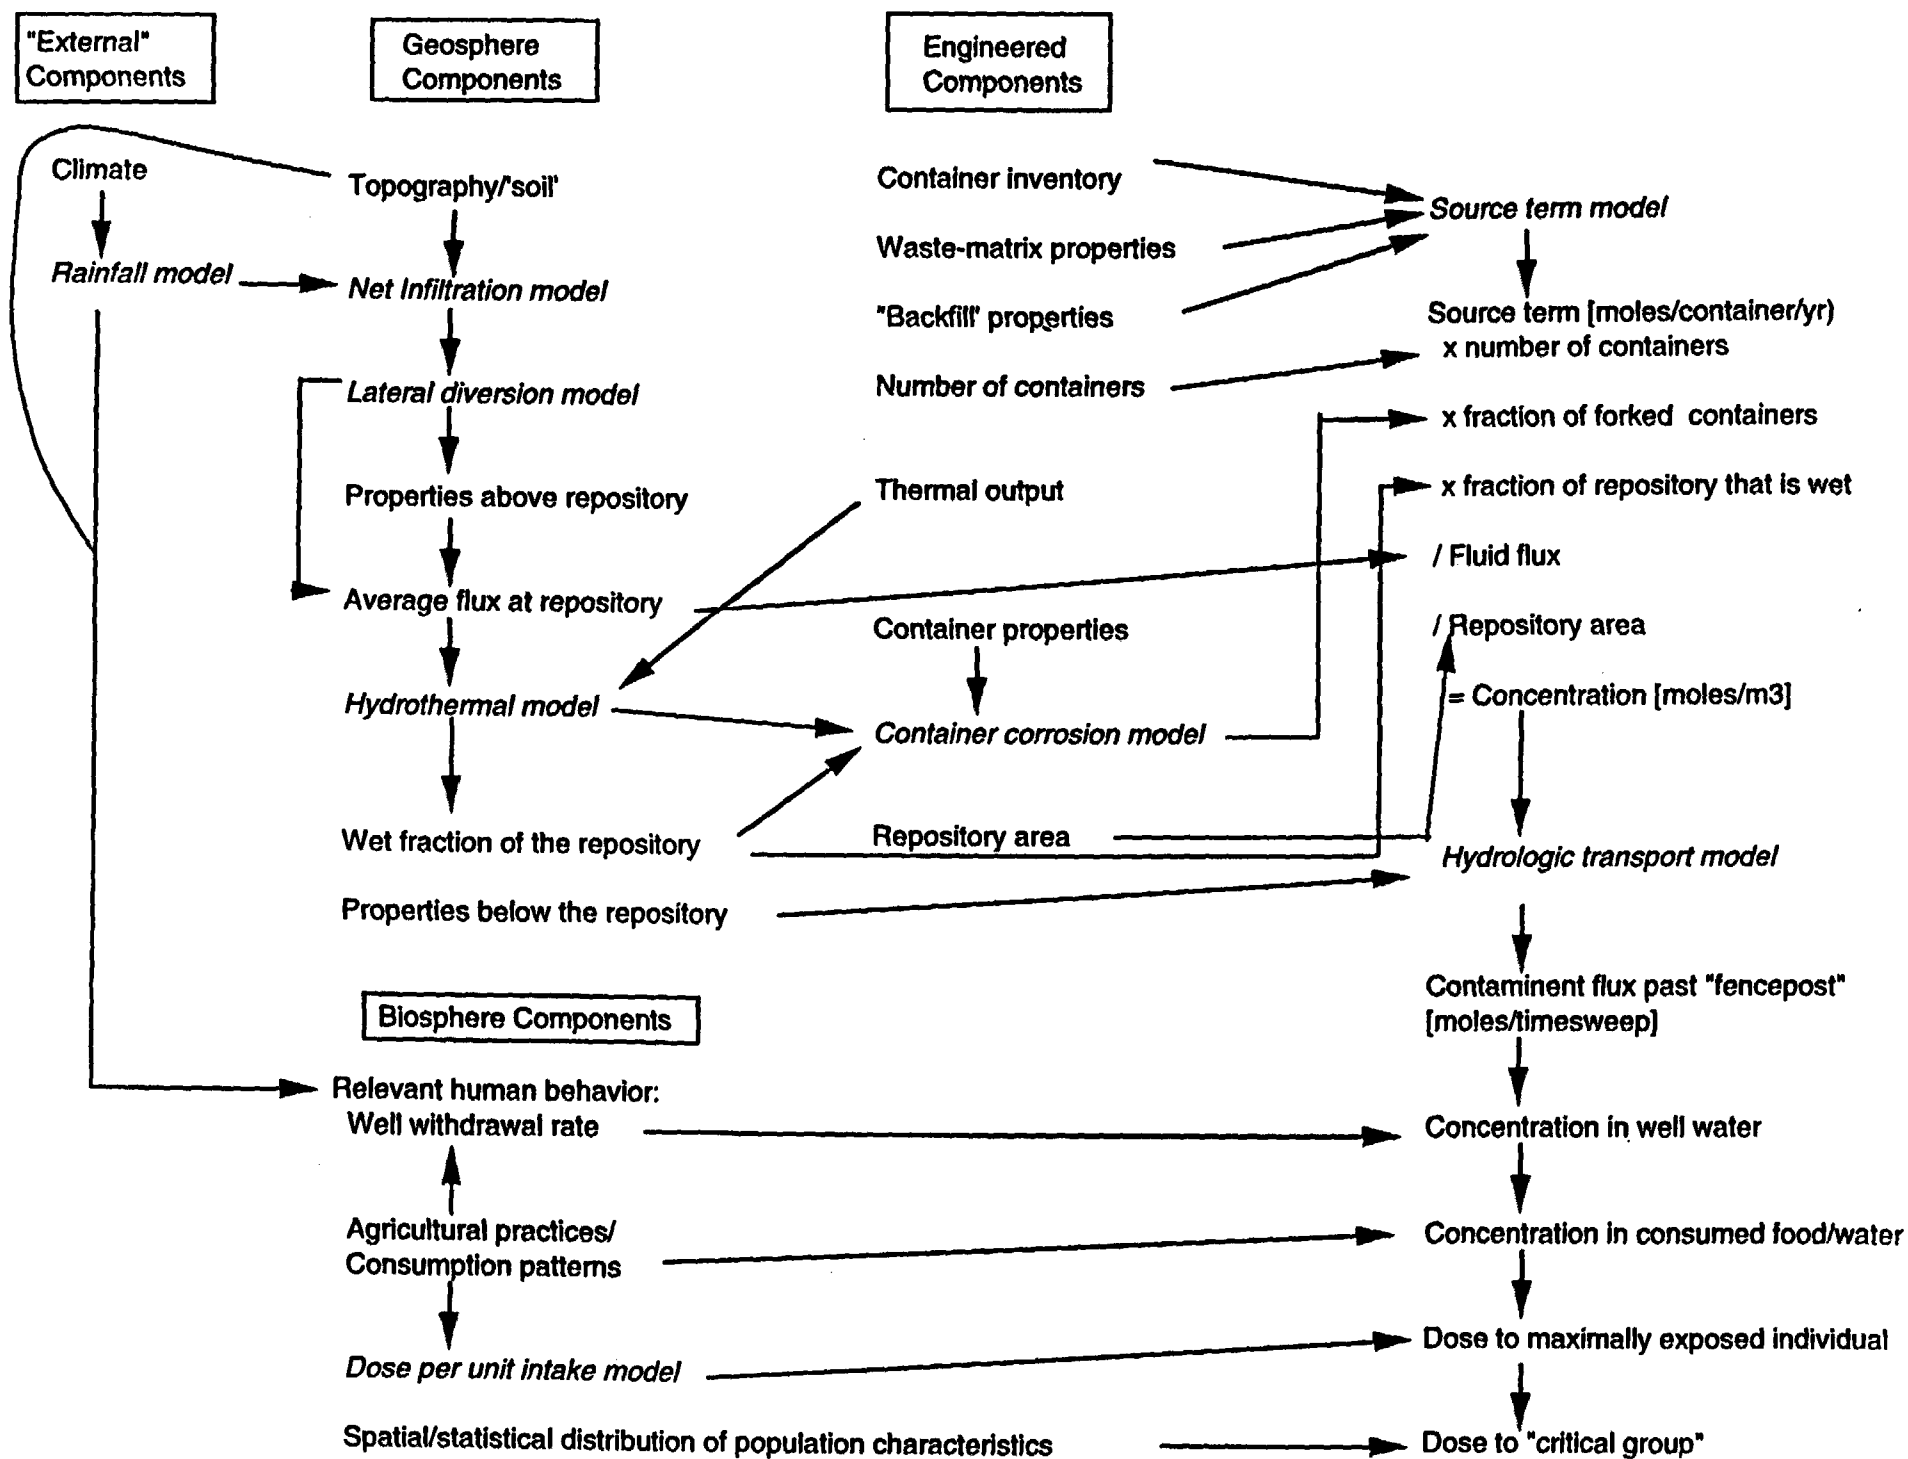 "External"
Components
Geosphere
Components
Engineered
Components
Climate
Rainfall model
Topography/'soil'
Net Infiltration model
Lateral diversion model
Properties above repository
Average flux at repository
Hydrothermal model
Wet fraction of the repository
Properties below the repository
Container inventory
Waste-matrix properties
"Backfill' properties
Number of containers
Thermal output
Container properties
Container corrosion model
Repository area
Source term model
Source term [moles/container/yr)
x number of containers
x fraction of forked containers
x fraction of repository that is wet
/ Fluid flux
/ Repository area
= Concentration [moles/m3]
Hydrologic transport model
Contaminent flux past "fencepost"
[moles/timesweep]
Biosphere Components
Relevant human behavior:
Well withdrawal rate
Concentration in well water
Agricultural practices/
Consumption patterns
Concentration in consumed food/water
Dose per unit intake model
Dose to maximally exposed individual
Spatial/statistical distribution of population characteristics
Dose to "critical group"